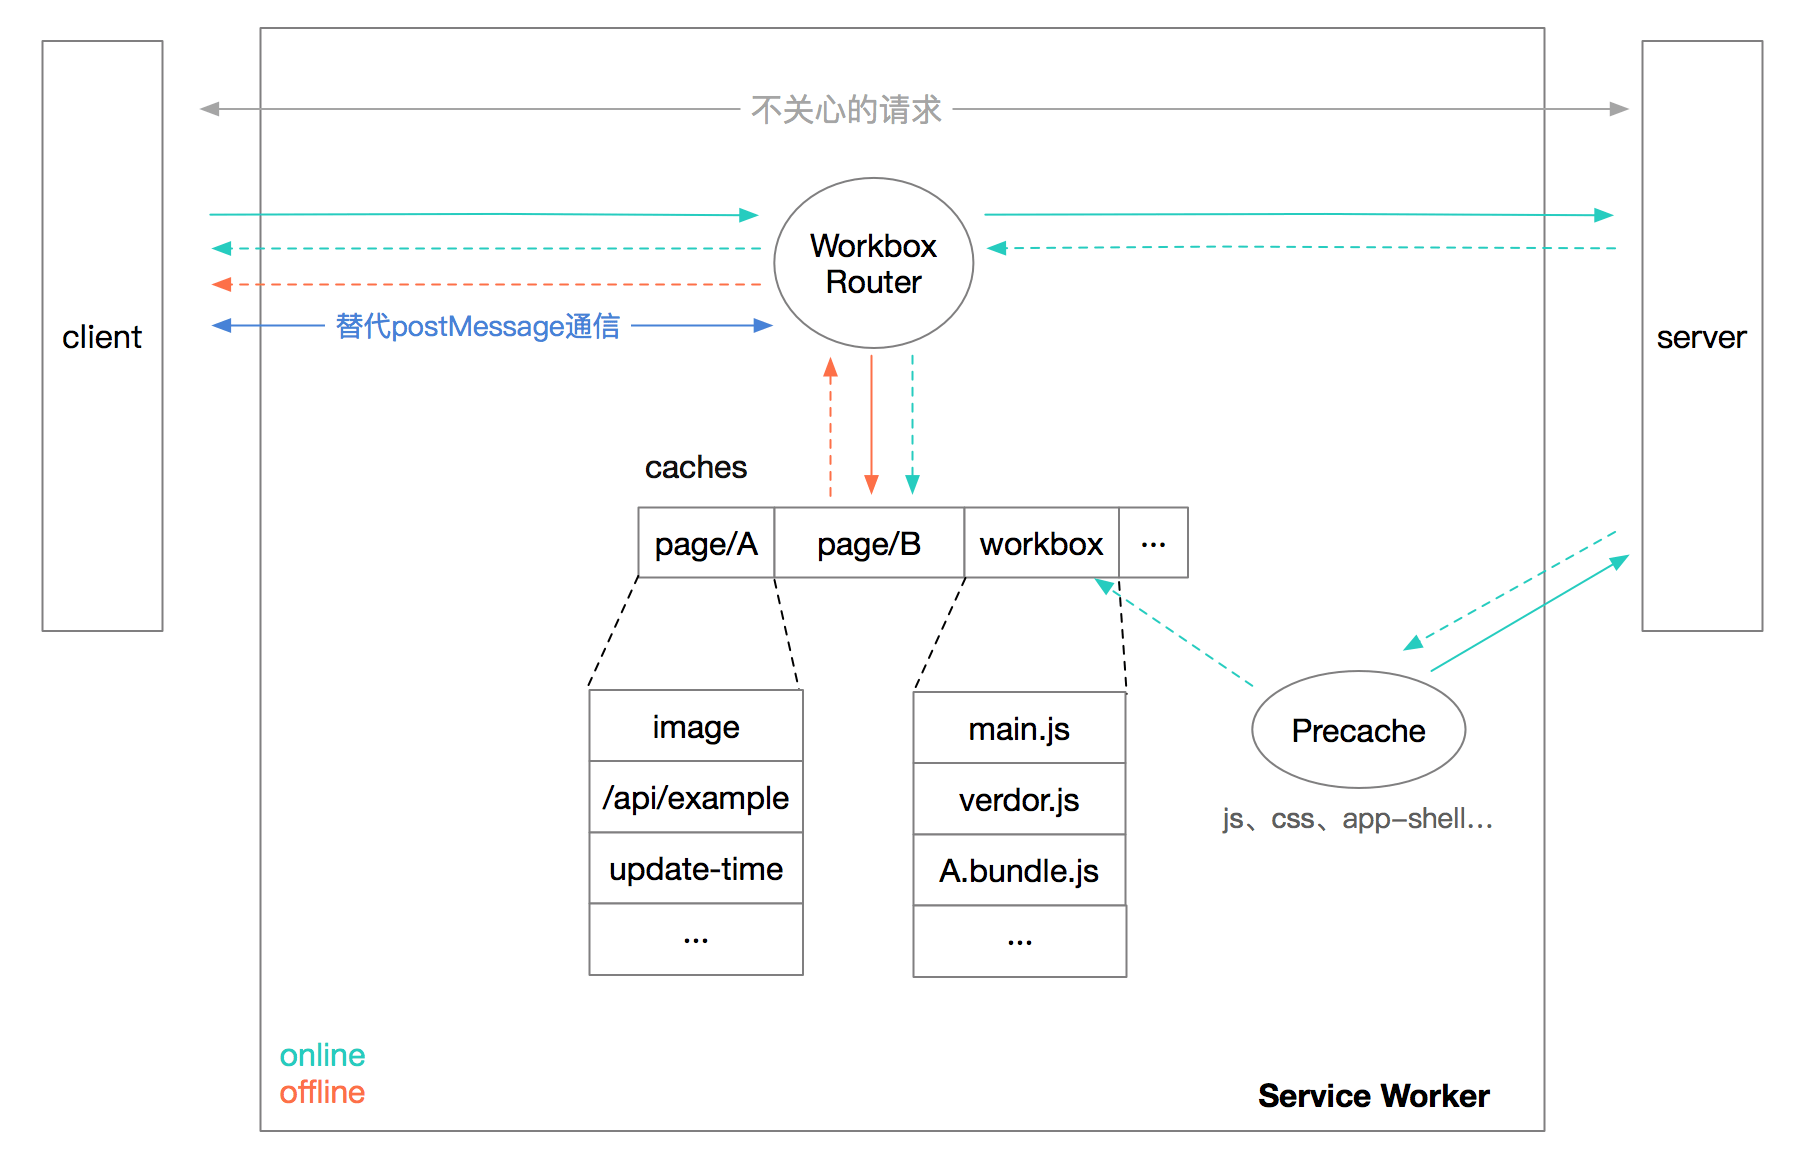 不关心的请求
Workbox
Router
client
替代postMessage通信
server
caches
page/A
page/B
workbox
...
image
/api/example
update-time
...
main.js
verdor.js
A.bundle.js
...
Precache
js、css、app-shell...
online
offline
Service Worker